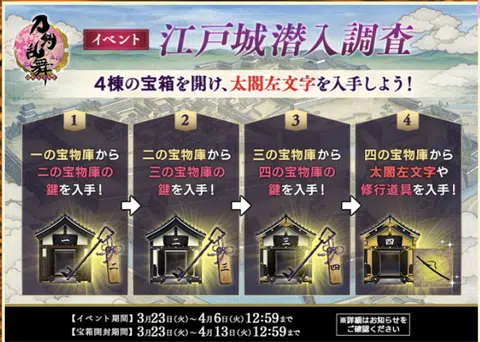 刀剣乱舞
イベント 江戸城潜入調査
4棟の宝箱を開け、太閤左文字を入手しよう!
1
一の宝物庫から
二の宝物庫の
鍵を入手!
一
二
2
二の宝物庫から
三の宝物庫の
鍵を入手!
二
三
3
三の宝物庫から
四の宝物庫の
鍵を入手!
三
四
4
四の宝物庫から
太閤左文字や
修行道具を入手!
四
【イベント期間】3月23日(火)~4月6日(火)12:59まで
【宝箱開封期間】3月23日(火)~4月13日(火)12:59まで
※詳細はお知らせを
ご確認ください